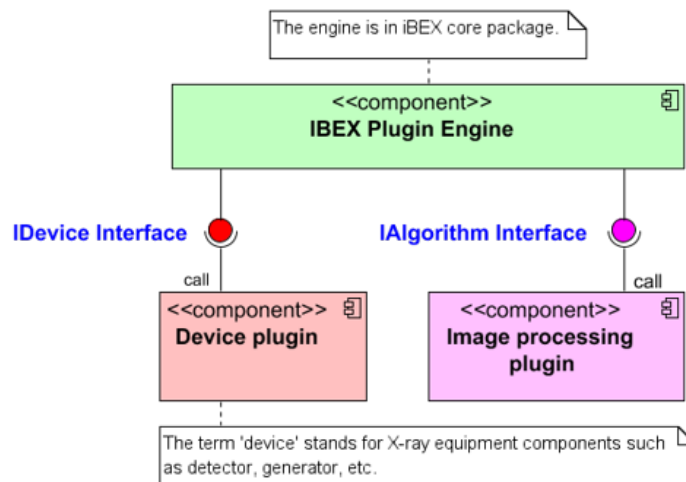 The engine is in iBEX core package.
<<component>>
IBEX Plugin Engine
IDevice Interface
IAlgorithm Interface
call
call
<<component>>
Device plugin
<<component>>
Image processing
plugin
The term 'device' stands for X-ray equipment components such
as detector, generator, etc.